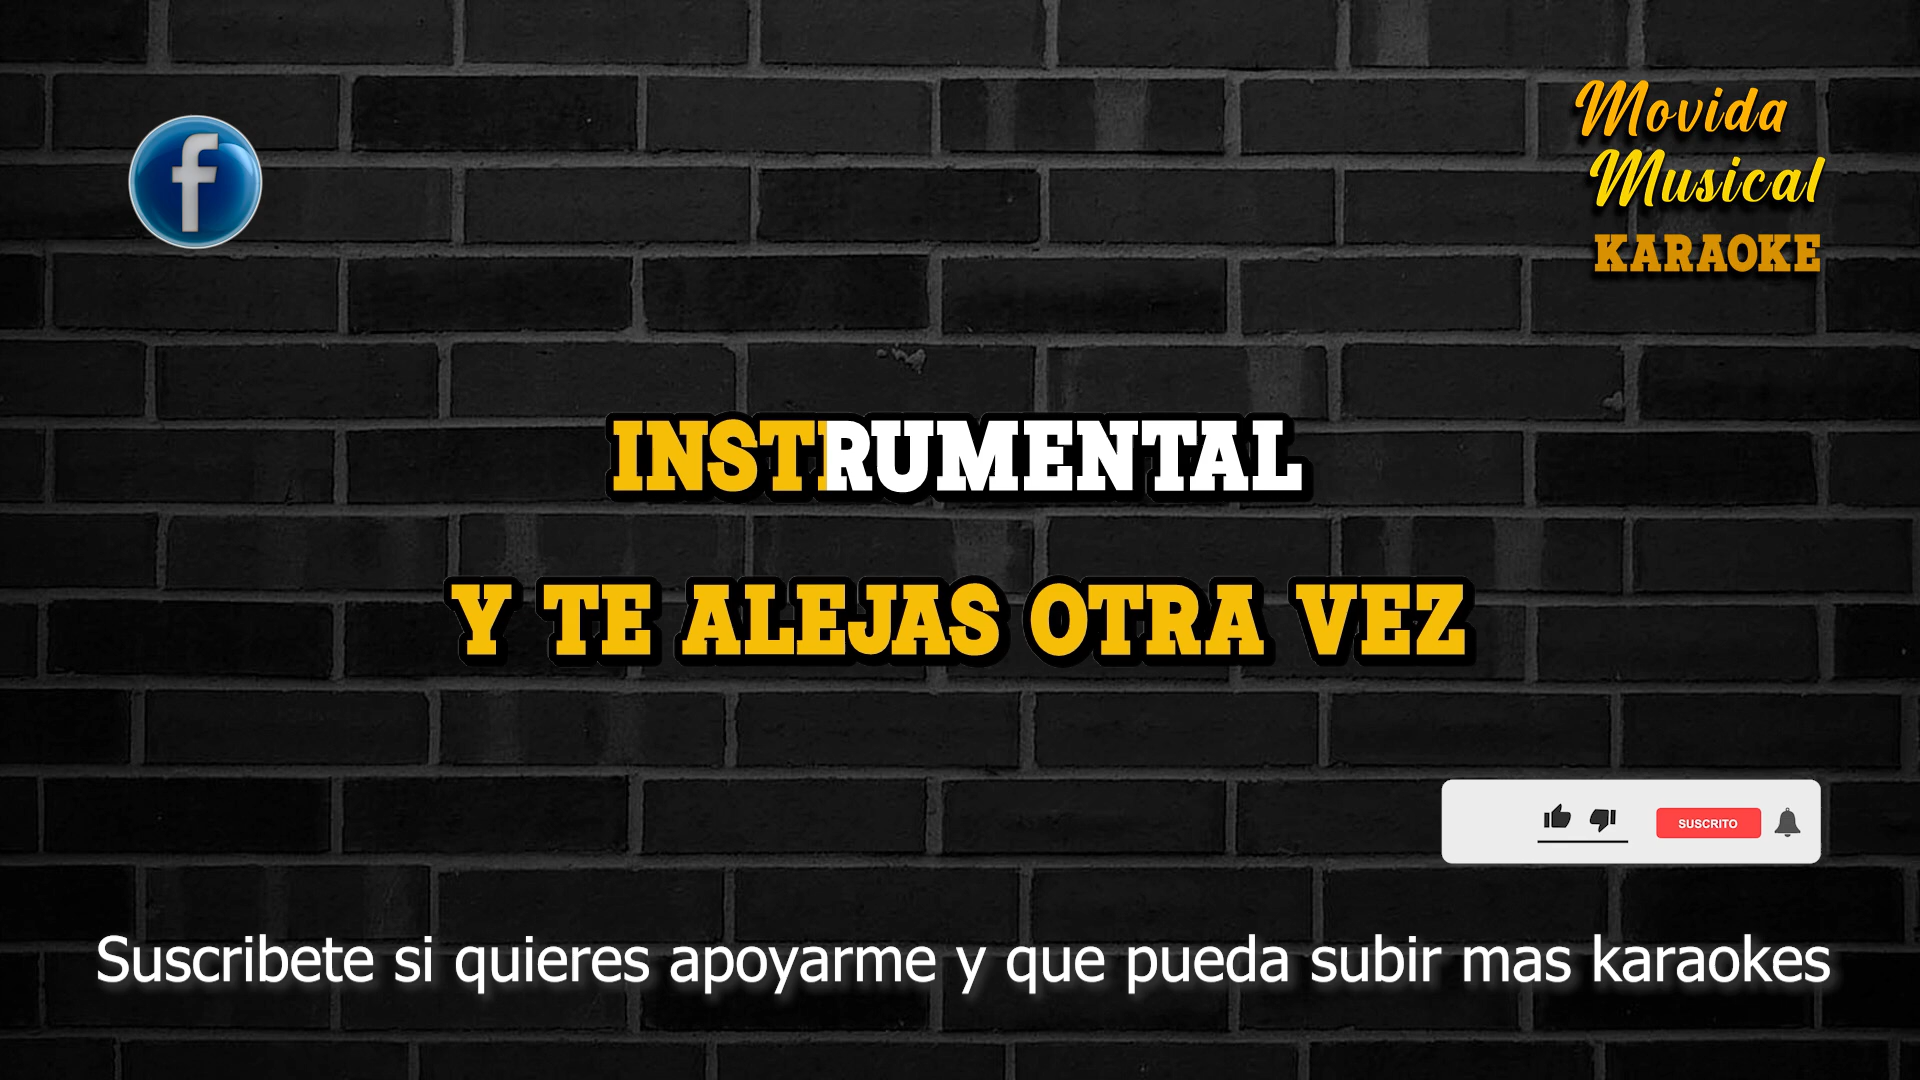 Movida
Musical
KARAOKE
INSTRUMENTAL
Y TE ALEJAS OTRA VEZ
SUSCRITO
Suscribete si quieres apoyarme y que pueda subir mas karaokes